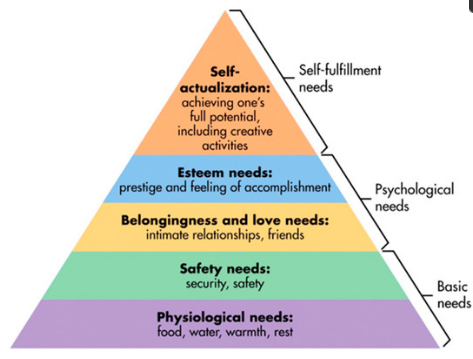 Self-
actualization:
achieving one's
full potential,
including creative
activities
Self-fulfillment
needs
Esteem needs:
prestige and feeling of accomplishment
Psychological
needs
Belongingness and love needs:
intimate relationships, friends
Safety needs:
security, safety
Basic
needs
Physiological needs:
food, water, warmth, rest